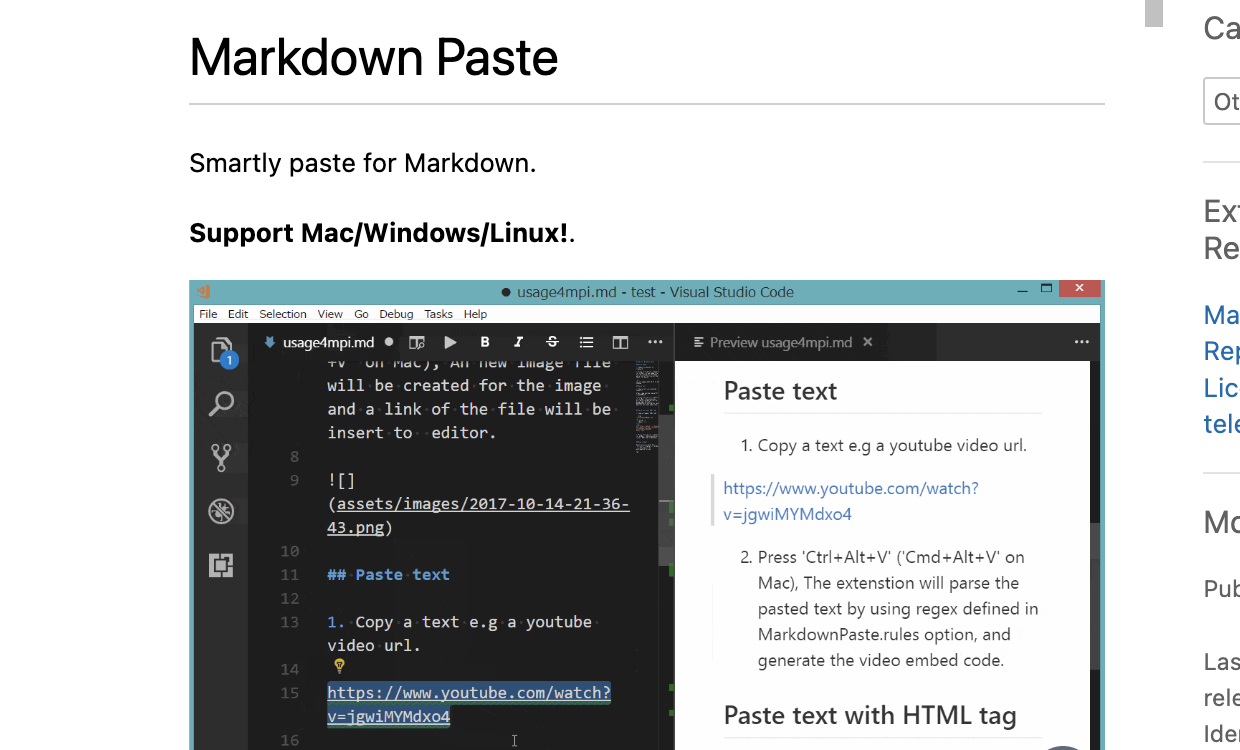 Markdown Paste
Smartly paste for Markdown.
Support Mac/Windows/Linux!.
usage4mpi.md - test - Visual Studio Code
File Edit Selection View Go Debug Tasks Help
usage4mpi.md
B I S
Preview usage4mpi.md
1
+V' on Mac), An new image file
will be created for the image
and a link of the file will be
insert to editor.
8
9 ![]
(assets/images/2017-10-14-21-36-
43.png)
10
11 ## Paste text
12
13 1. Copy a text e.g a youtube
video url.
14
15 https://www.youtube.com/watch?
v=jgwiMYMdxo4
16
Paste text
1. Copy a text e.g a youtube video url.
https://www.youtube.com/watch?
v=jgwiMYMdxo4
2. Press 'Ctrl+Alt+V' ('Cmd+Alt+V' on
Mac), The extenstion will parse the
pasted text by using regex defined in
MarkdownPaste.rules option, and
generate the video embed code.
Paste text with HTML tag
Ca
Ot
Ext
Re
Ma
Rep
Lic
tele
Mo
Pub
Las
rele
Ide